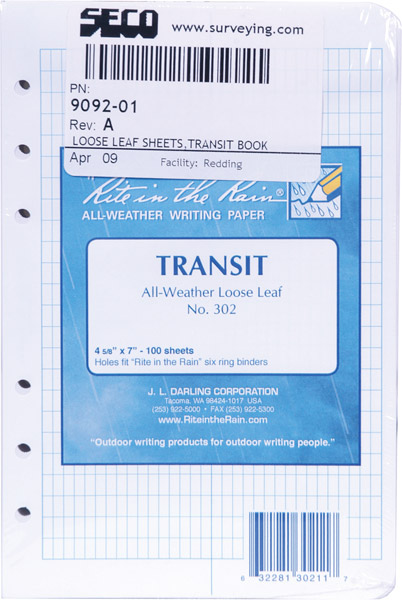 SECO www.surveying.com
PN:
9092-01
Rev: A
LOOSE LEAF SHEETS,TRANSIT BOOK
Apr 09 Facility: Redding
"Rite in the Rain®
ALL-WEATHER WRITING PAPER
TRANSIT
All-Weather Loose Leaf
No. 302
4 5/8" x 7" - 100 sheets
Holes fit "Rite in the Rain" six ring binders
J. L. DARLING CORPORATION
Tacoma, WA 98424-1017 USA
(253) 922-5000 • FAX (253) 922-5300
www.RiteintheRain.com
"Outdoor writing products for outdoor writing people."
6 32281 30211 7